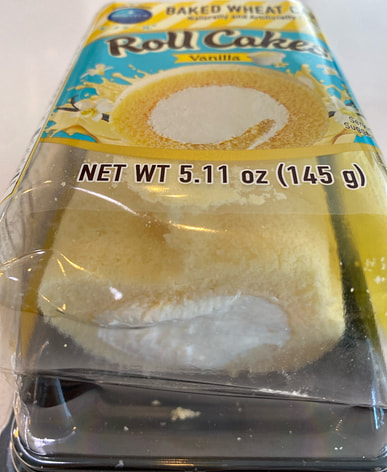 BAKED WHEAT
Naturally and Artificially
Roll Cakes
Vanilla
NET WT 5.11 oz (145 g)